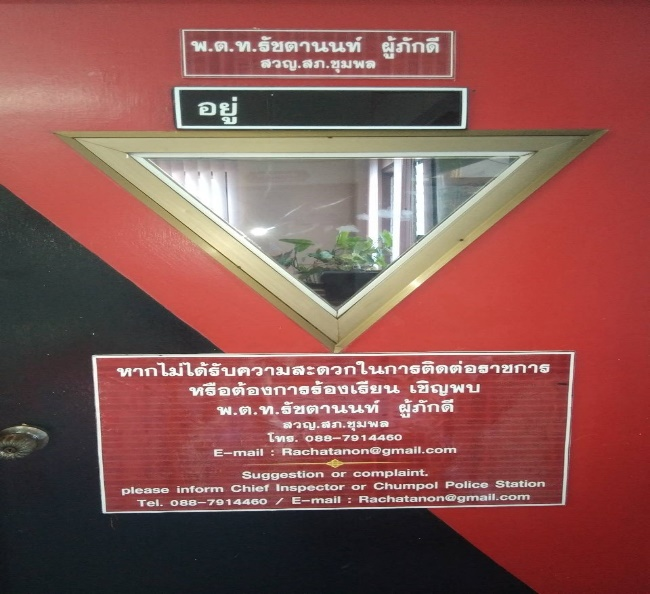 พ.ต.ท.รัชตานนท์ ผู้ภักดี
สวญ.สภ.ชุมพล
อยู่
หากไม่ได้รับความสะดวกในการติดต่อราชการ
หรือต้องการร้องเรียน เชิญพบ
พ.ต.ท.รัชตานนท์ ผู้ภักดี
สวญ.สภ.ชุมพล
โทร. 088-7914460
E-mail : Rachatanon@gmail.com
Suggestion or complaint.
please inform Chief Inspector or Chumpol Police Station
Tel. 088-7914460 / E-mail : Rachatanon@gmail.com